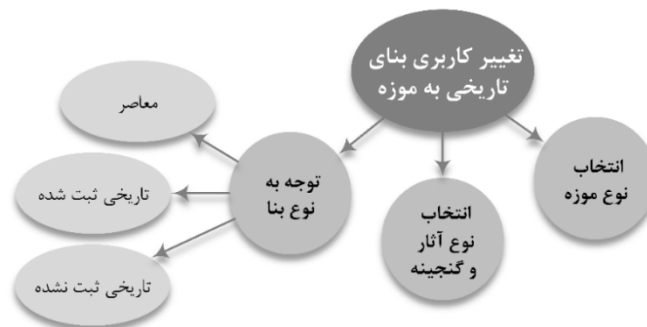 تغییر کاربری بنای
تاریخی به موزه
انتخاب
نوع موزه
انتخاب
نوع آثار
و گنجینه
توجه به
نوع بنا
معاصر
تاریخی ثبت شده
تاریخی ثبت نشده